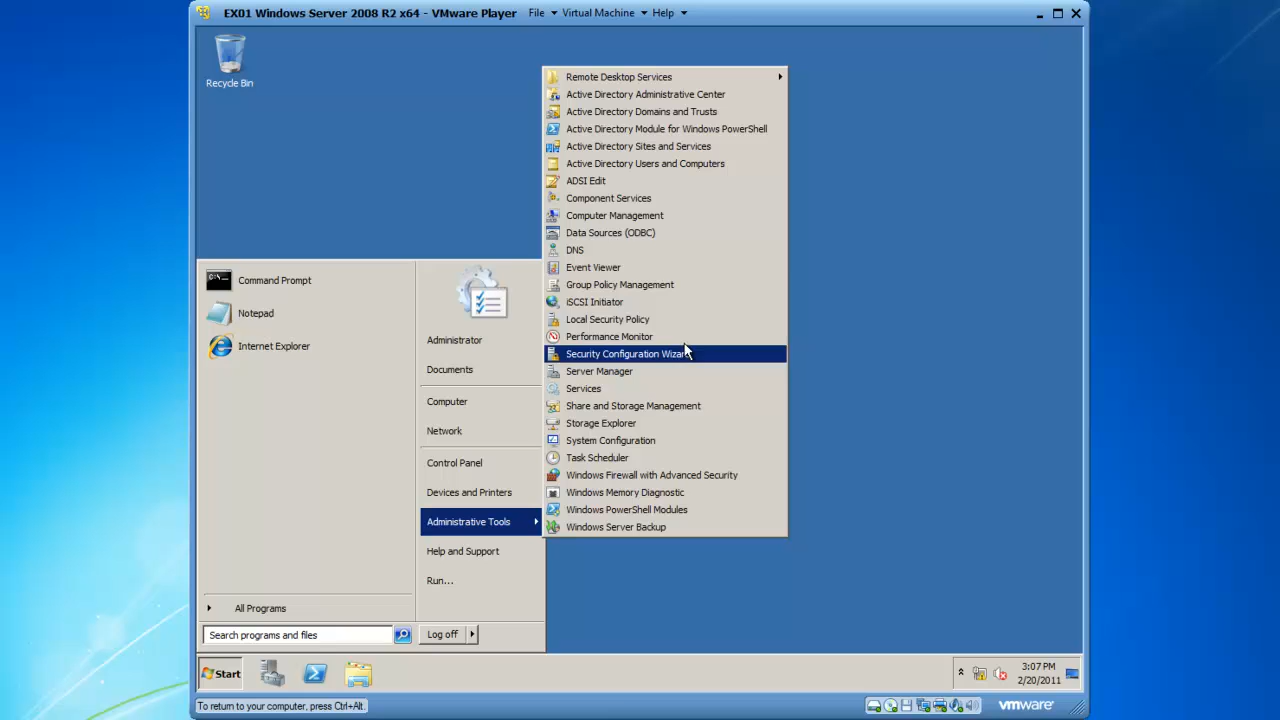 EX01 Windows Server 2008 R2 x64 - VMware Player File Virtual Machine Help
Recycle Bin
Remote Desktop Services
Active Directory Administrative Center
Active Directory Domains and Trusts
Active Directory Module for Windows PowerShell
Active Directory Sites and Services
Active Directory Users and Computers
ADSI Edit
Component Services
Computer Management
Data Sources (ODBC)
DNS
Event Viewer
Group Policy Management
iSCSI Initiator
Local Security Policy
Performance Monitor
Security Configuration Wizard
Server Manager
Services
Share and Storage Management
Storage Explorer
System Configuration
Task Scheduler
Windows Firewall with Advanced Security
Windows Memory Diagnostic
Windows PowerShell Modules
Windows Server Backup
Command Prompt
Notepad
Internet Explorer
Administrator
Documents
Computer
Network
Control Panel
Devices and Printers
Administrative Tools
Help and Support
Run...
All Programs
Search programs and files
Log off
Start
3:07 PM
2/20/2011
To return to your computer, press Ctrl+Alt.
vmware